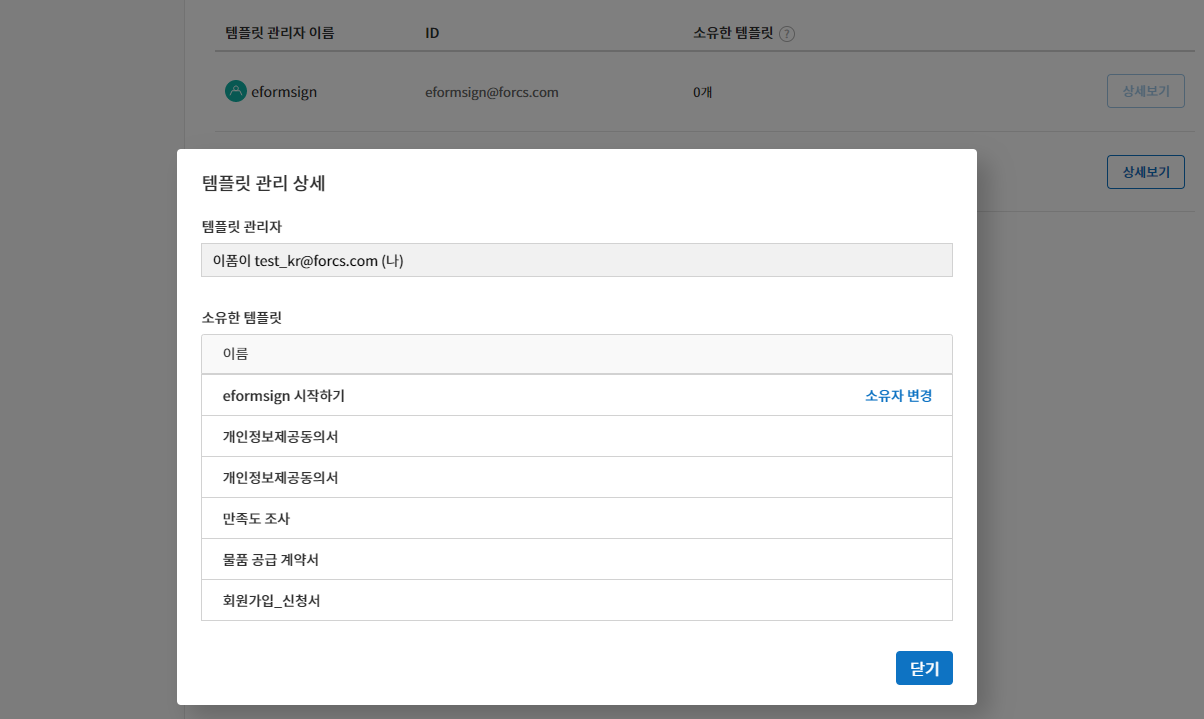 템플릿 관리자 이름 ID 소유한 템플릿 ?
eformsign eformsign@forcs.com 0개 상세보기
상세보기
템플릿 관리 상세
템플릿 관리자
이폼이 test_kr@forcs.com (나)
소유한 템플릿
이름
eformsign 시작하기 소유자 변경
개인정보제공동의서
개인정보제공동의서
만족도 조사
물품 공급 계약서
회원가입_신청서
닫기